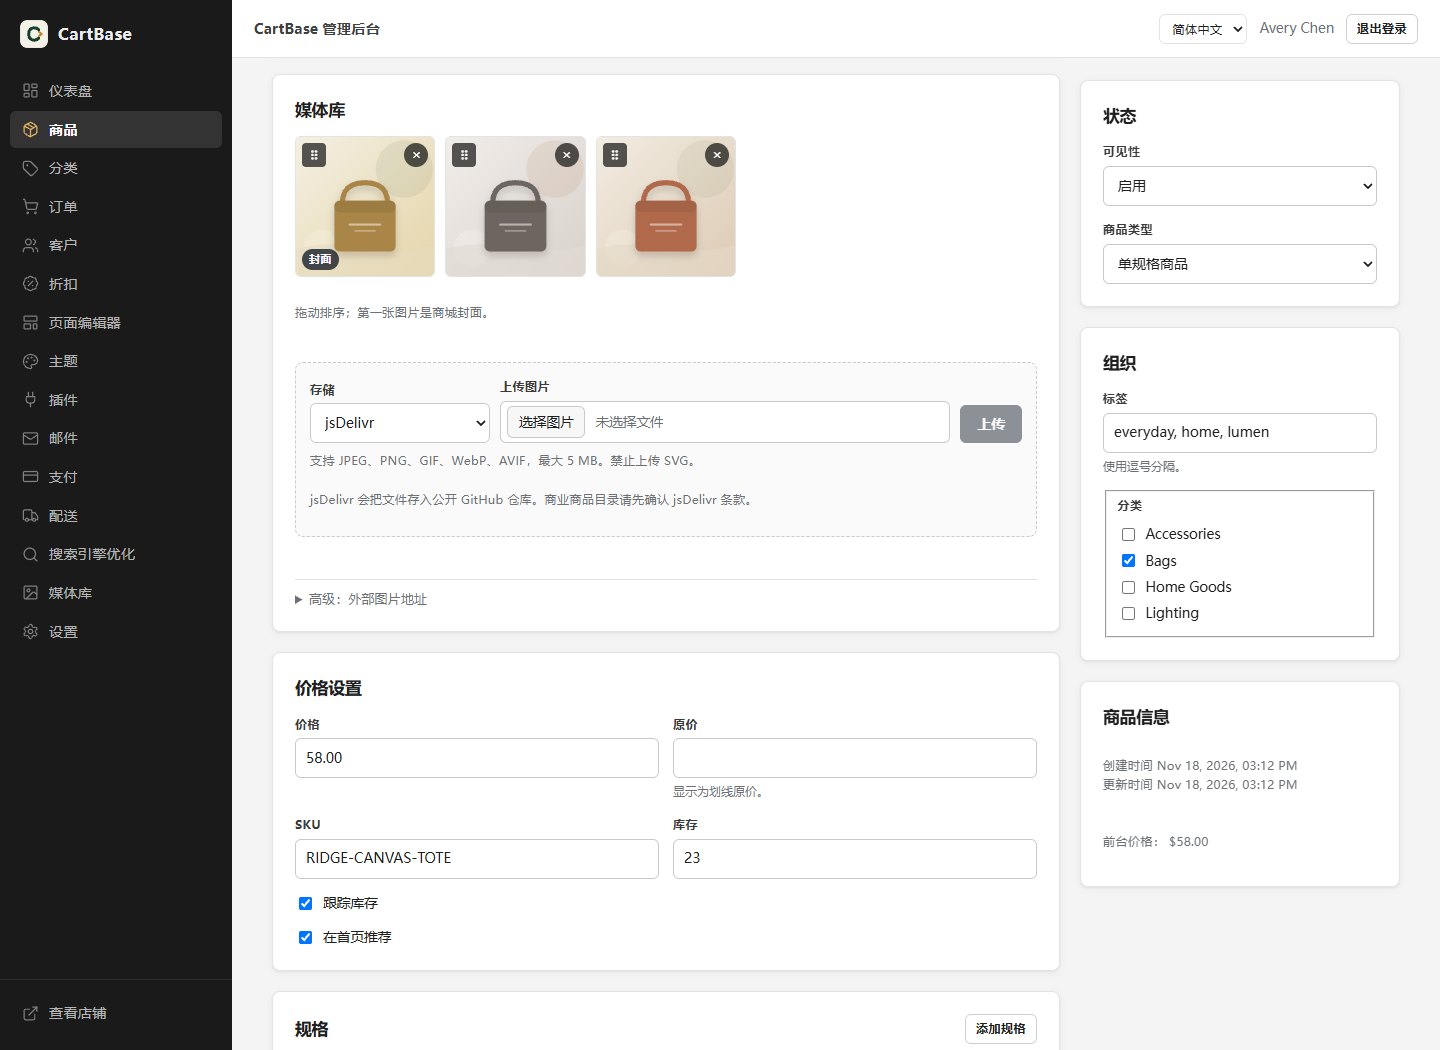 CartBase
仪表盘
商品
分类
订单
客户
折扣
页面编辑器
主题
插件
邮件
支付
配送
搜索引擎优化
媒体库
设置
查看店铺
CartBase 管理后台
简体中文
Avery Chen
退出登录
媒体库
封面
拖动排序；第一张图片是商城封面。
存储
上传图片
jsDelivr
选择图片 未选择文件
上传
支持 JPEG、PNG、GIF、WebP、AVIF，最大 5 MB。禁止上传 SVG。
jsDelivr 会把文件存入公开 GitHub 仓库。商业商品目录请先确认 jsDelivr 条款。
高级：外部图片地址
价格设置
价格
58.00
原价
显示为划线原价。
SKU
RIDGE-CANVAS-TOTE
库存
23
跟踪库存
在首页推荐
规格
添加规格
状态
可见性
启用
商品类型
单规格商品
组织
标签
everyday, home, lumen
使用逗号分隔。
分类
Accessories
Bags
Home Goods
Lighting
商品信息
创建时间 Nov 18, 2026, 03:12 PM
更新时间 Nov 18, 2026, 03:12 PM
前台价格： $58.00